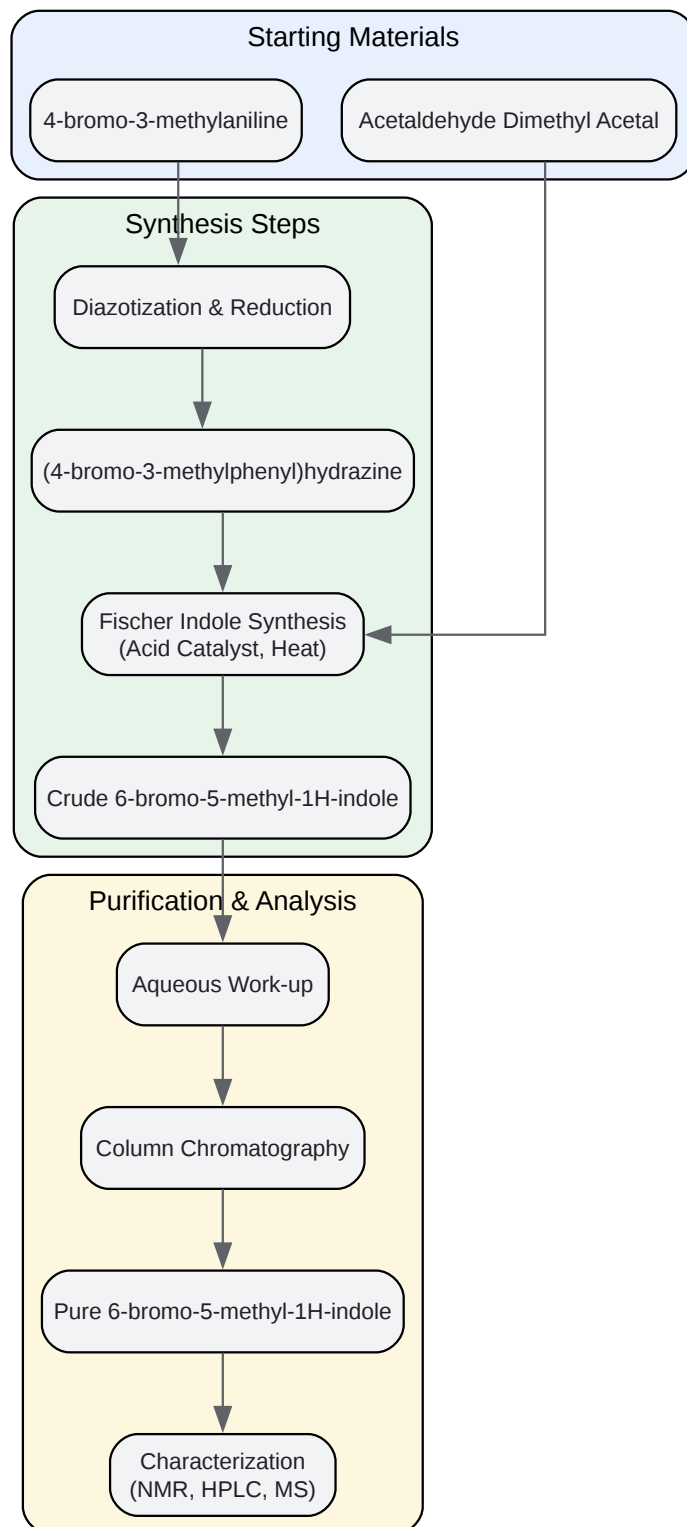 Starting Materials
4-bromo-3-methylaniline
Acetaldehyde Dimethyl Acetal
Synthesis Steps
Diazotization & Reduction
(4-bromo-3-methylphenyl)hydrazine
Fischer Indole Synthesis
(Acid Catalyst, Heat)
Crude 6-bromo-5-methyl-1H-indole
Purification & Analysis
Aqueous Work-up
Column Chromatography
Pure 6-bromo-5-methyl-1H-indole
Characterization
(NMR, HPLC, MS)